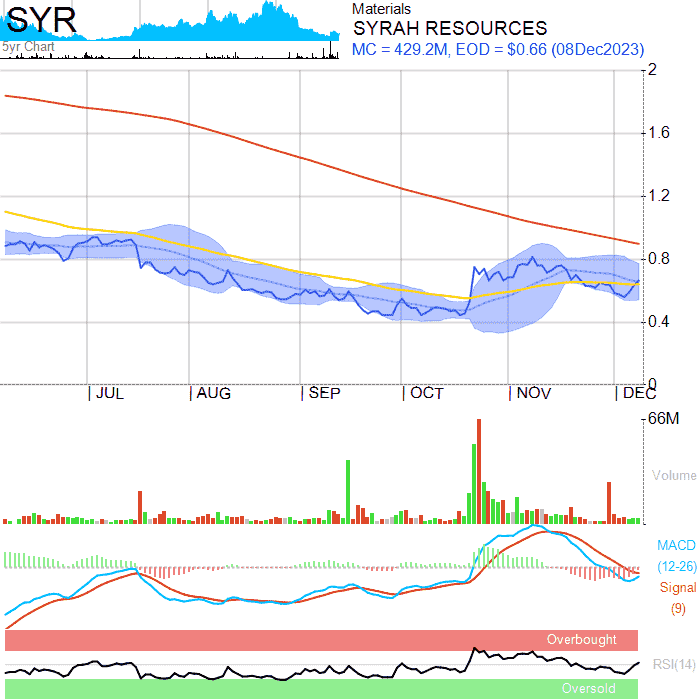 SYR
5yr Chart
Materials
SYRAH RESOURCES
MC = 429.2M, EOD = $0.66 (08Dec2023)
2
1.6
1.2
0.8
0.4
0
JUL AUG SEP OCT NOV DEC
66M
Volume
MACD
(12-26)
Signal
(9)
Overbought
RSI(14)
Oversold